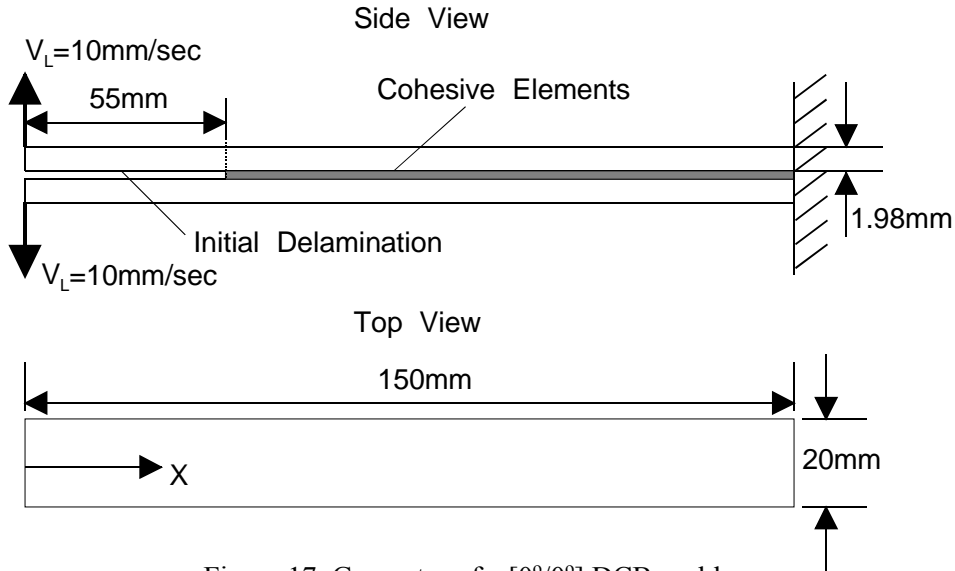 Side View
V_L=10mm/sec
55mm
Cohesive Elements
1.98mm
Initial Delamination
V_L=10mm/sec
Top View
150mm
20mm
X